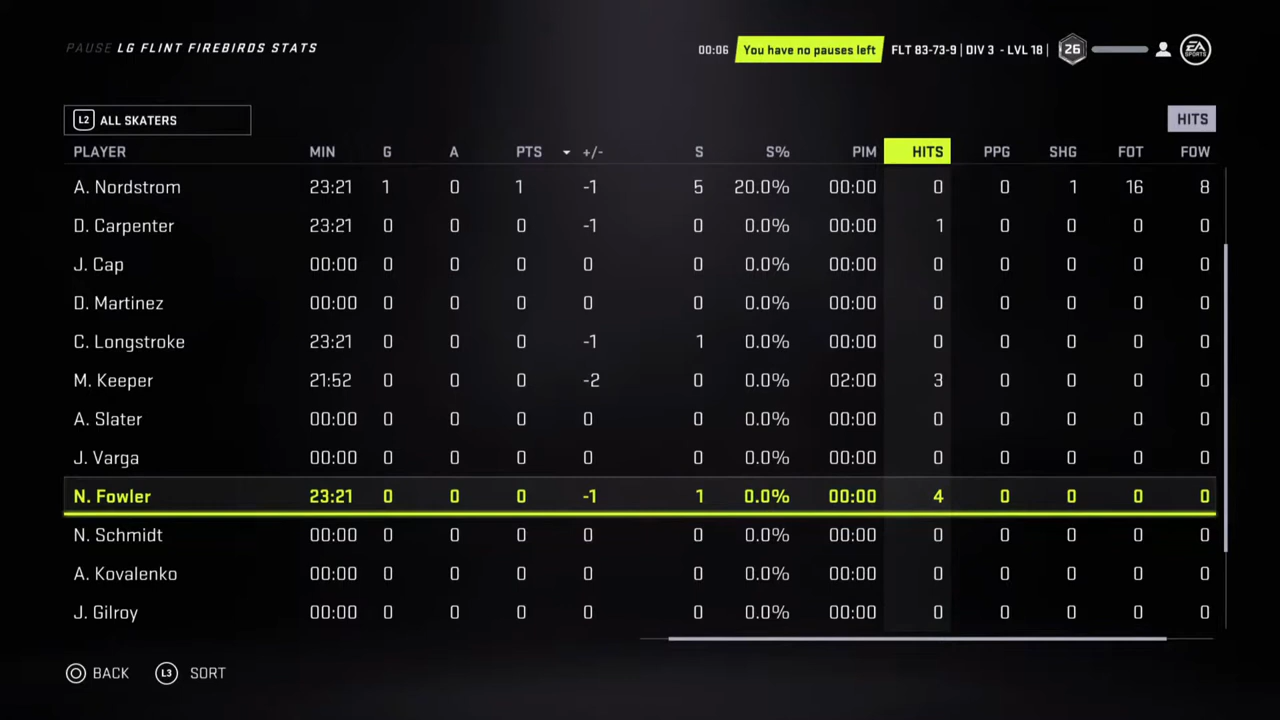 PAUSE LG FLINT FIREBIRDS STATS
00:06 You have no pauses left FLT 83-73-9 | DIV 3 - LVL 18 | 26 EA SPORTS
L2 ALL SKATERS HITS
PLAYER MIN G A PTS +/- S S% PIM HITS PPG SHG FOT FOW
A. Nordstrom 23:21 1 0 1 -1 5 20.0% 00:00 0 0 1 16 8
D. Carpenter 23:21 0 0 0 -1 0 0.0% 00:00 1 0 0 0 0
J. Cap 00:00 0 0 0 0 0 0.0% 00:00 0 0 0 0 0
D. Martinez 00:00 0 0 0 0 0 0.0% 00:00 0 0 0 0 0
C. Longstroke 23:21 0 0 0 -1 1 0.0% 00:00 0 0 0 0 0
M. Keeper 21:52 0 0 0 -2 0 0.0% 02:00 3 0 0 0 0
A. Slater 00:00 0 0 0 0 0 0.0% 00:00 0 0 0 0 0
J. Varga 00:00 0 0 0 0 0 0.0% 00:00 0 0 0 0 0
N. Fowler 23:21 0 0 0 -1 1 0.0% 00:00 4 0 0 0 0
N. Schmidt 00:00 0 0 0 0 0 0.0% 00:00 0 0 0 0 0
A. Kovalenko 00:00 0 0 0 0 0 0.0% 00:00 0 0 0 0 0
J. Gilroy 00:00 0 0 0 0 0 0.0% 00:00 0 0 0 0 0
BACK L3 SORT